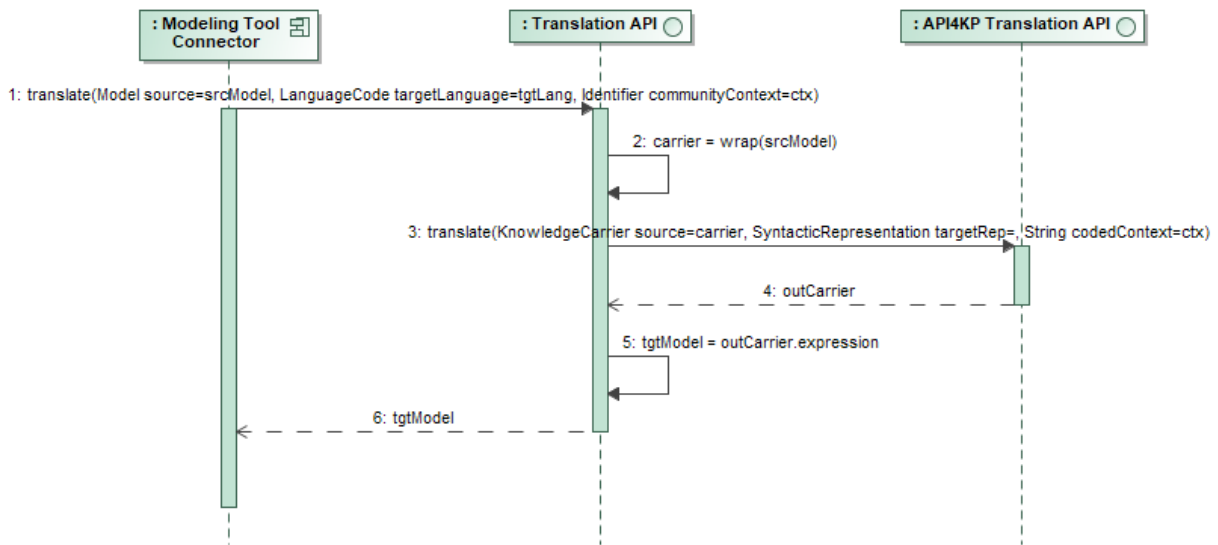 : Modeling Tool
Connector
: Translation API
: API4KP Translation API
1: translate(Model source=srcModel, LanguageCode targetLanguage=tgtLang, Identifier communityContext=ctx)
2: carrier = wrap(srcModel)
3: translate(KnowledgeCarrier source=carrier, SyntacticRepresentation targetRep=, String codedContext=ctx)
4: outCarrier
5: tgtModel = outCarrier.expression
6: tgtModel